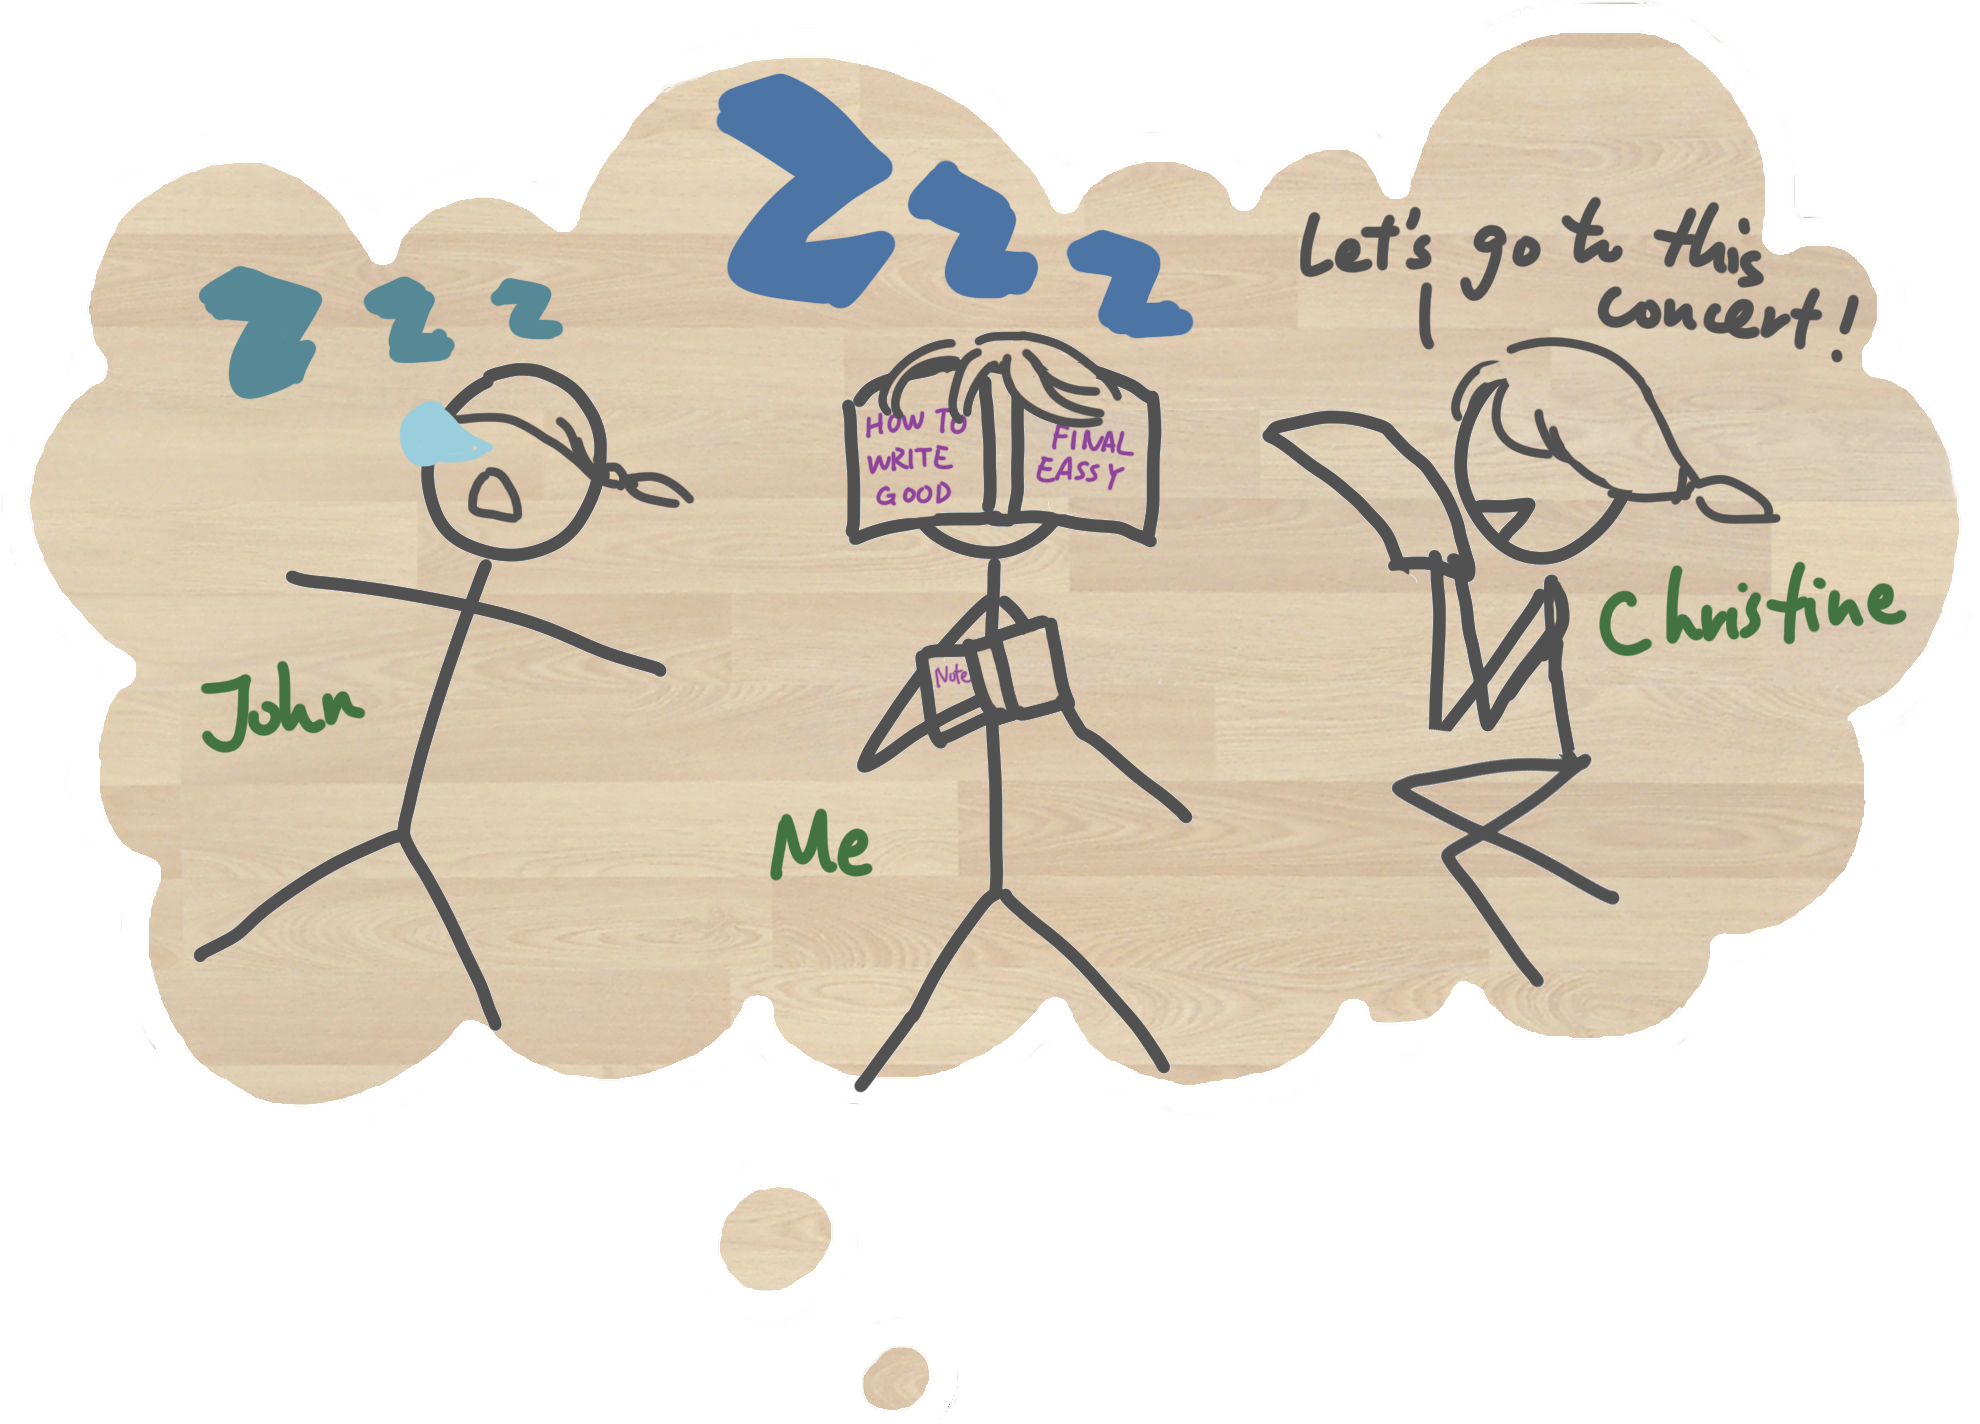 z z z
Z z z
Let's go to this
concert!
HOW TO
WRITE
GOOD
FINAL
EASSY
Christine
Note
John
Me